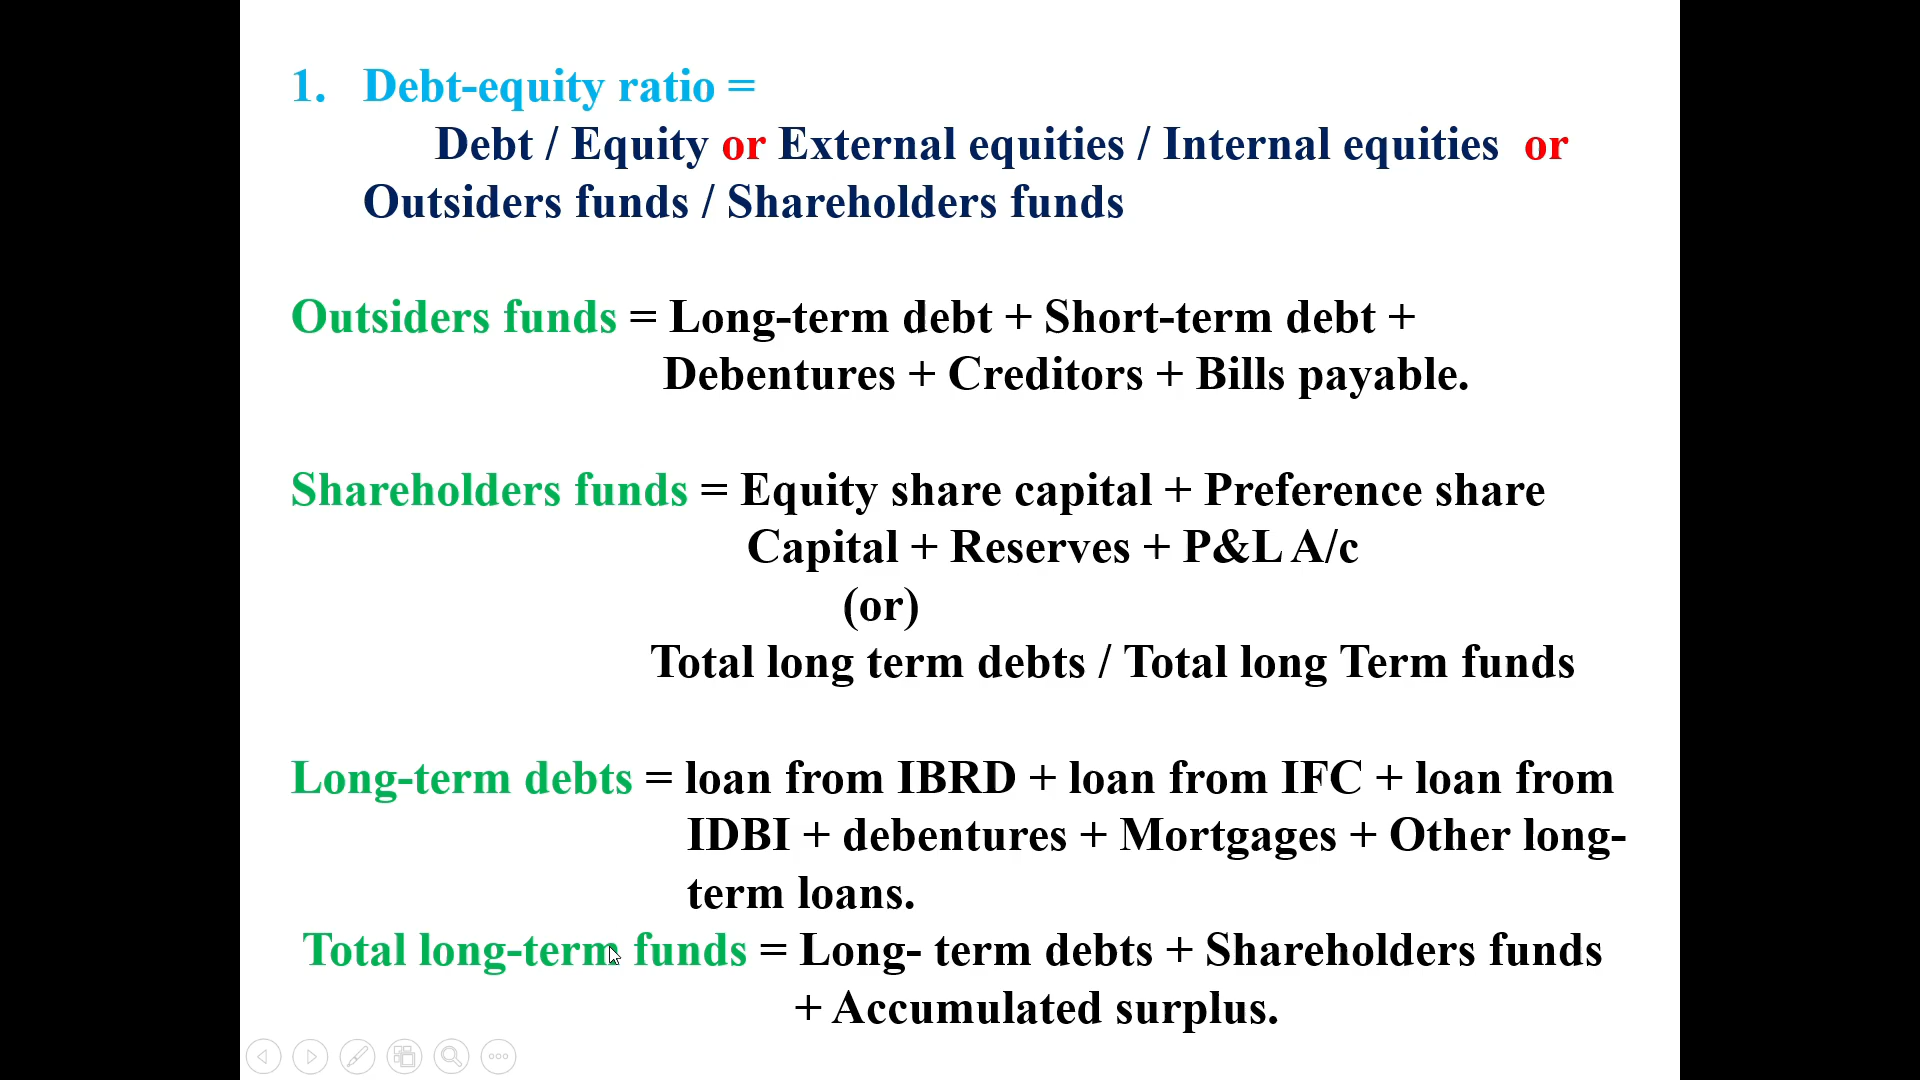 1. Debt-equity ratio =
Debt / Equity or External equities / Internal equities or
Outsiders funds / Shareholders funds
Outsiders funds = Long-term debt + Short-term debt +
Debentures + Creditors + Bills payable.
Shareholders funds = Equity share capital + Preference share
Capital + Reserves + P&L A/c
(or)
Total long term debts / Total long Term funds
Long-term debts = loan from IBRD + loan from IFC + loan from
IDBI + debentures + Mortgages + Other long-
term loans.
Total long-term funds = Long- term debts + Shareholders funds
+ Accumulated surplus.